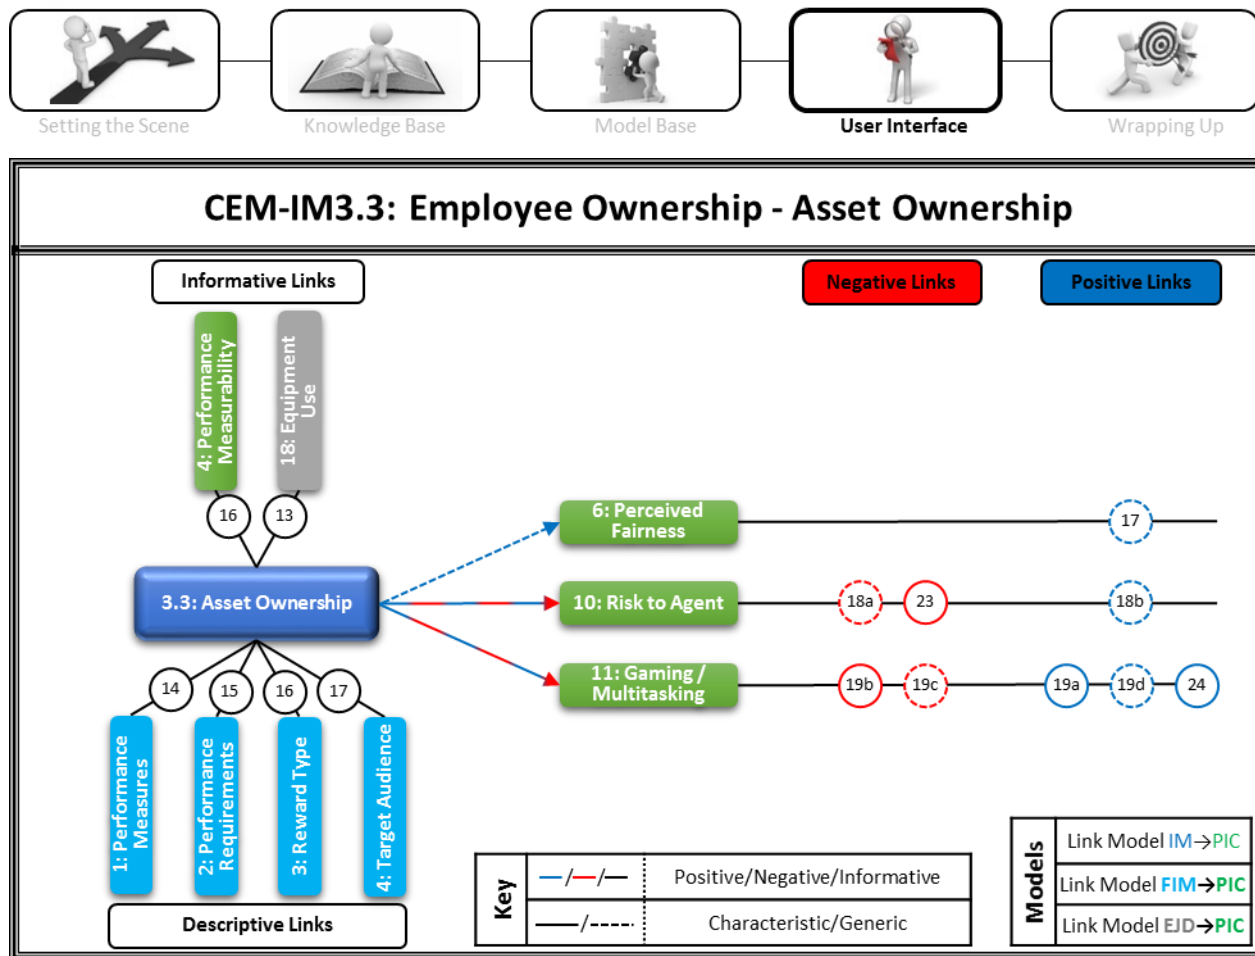 Setting the Scene
Knowledge Base
Model Base
User Interface
Wrapping Up
CEM-IM3.3: Employee Ownership - Asset Ownership
Informative Links
Negative Links
Positive Links
4: Performance
Measurability
18: Equipment
Use
16
13
6: Perceived
Fairness
17
3.3: Asset Ownership
10: Risk to Agent
18a
23
18b
11: Gaming /
Multitasking
19b
19c
19a
19d
24
14
15
16
17
1: Performance
Measures
2: Performance
Requirements
3: Reward Type
4: Target Audience
Descriptive Links
Key
—/—/—
Positive/Negative/Informative
——/-----
Characteristic/Generic
Models
Link Model IM→PIC
Link Model FIM→PIC
Link Model EJD→PIC